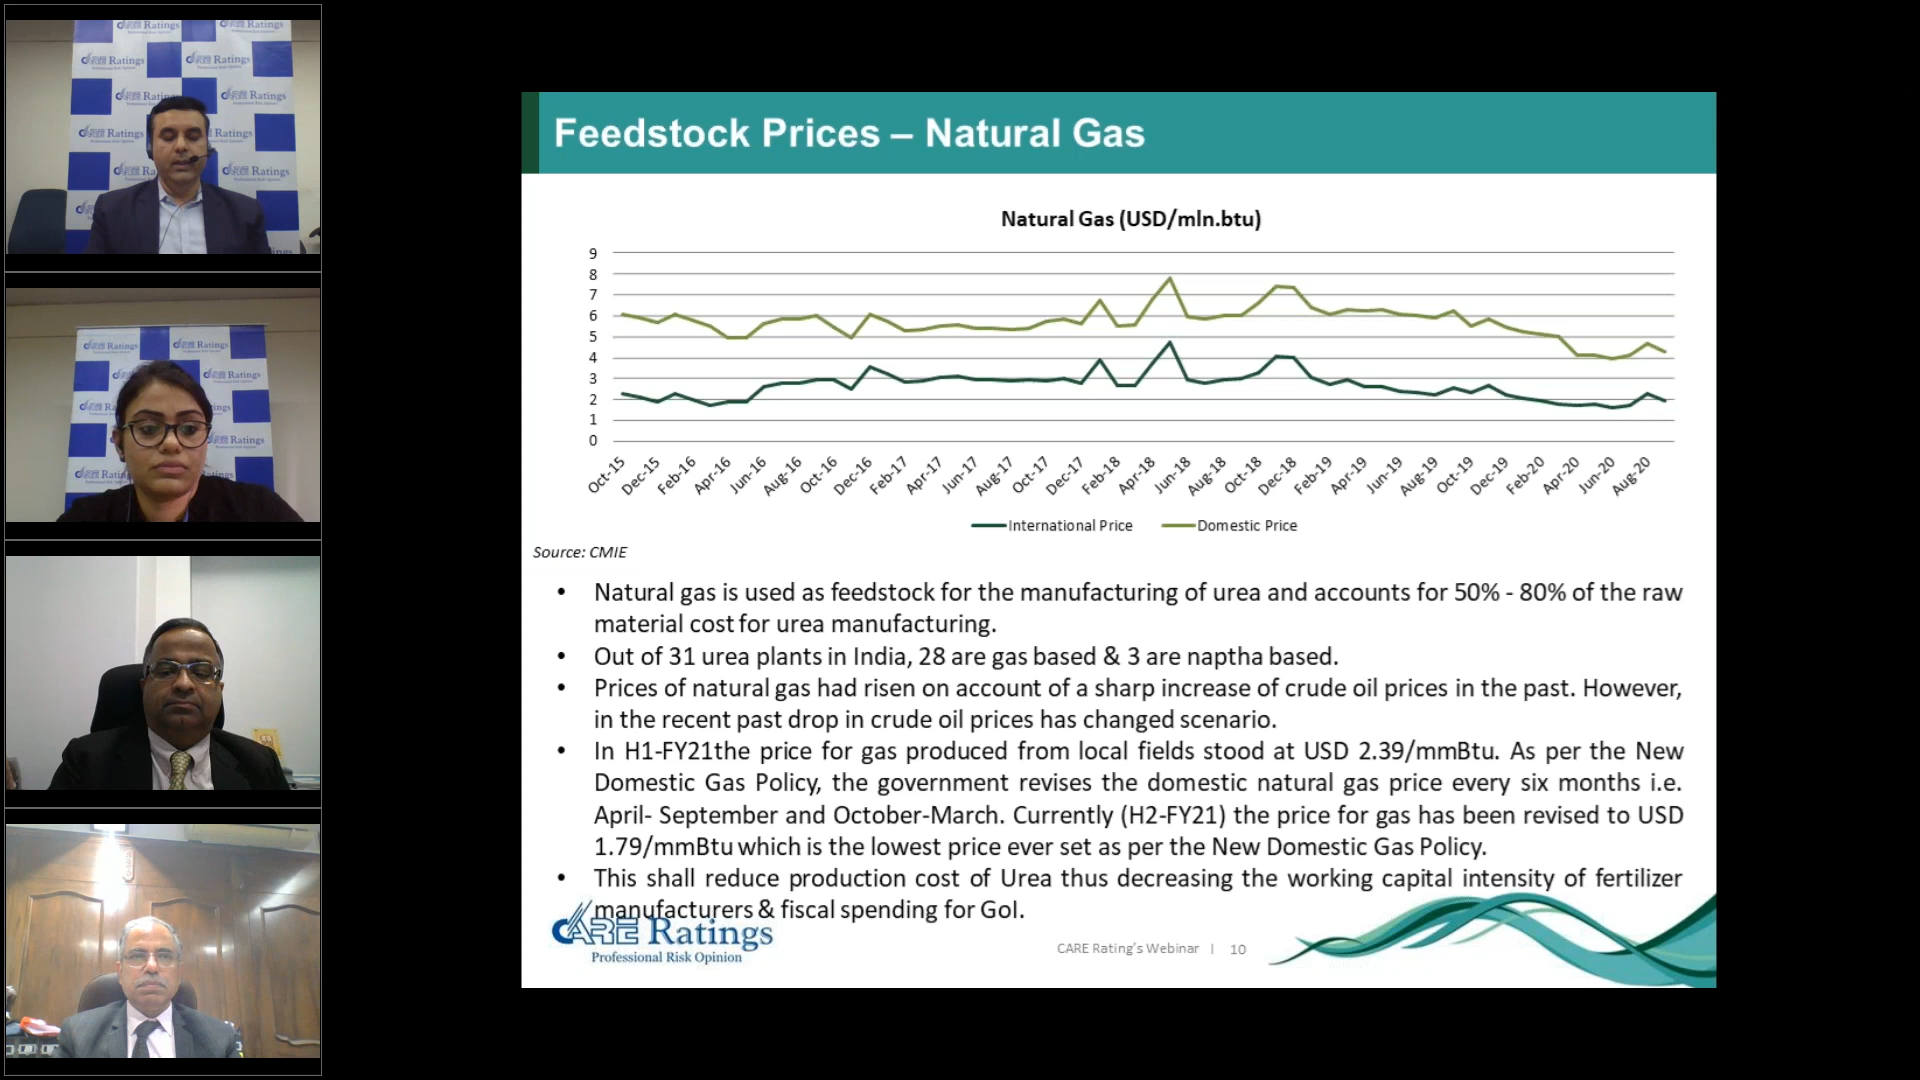 CARE Ratings
Professional Risk Opinion
Feedstock Prices – Natural Gas
Natural Gas (USD/mln.btu)
9
8
7
6
5
4
3
2
1
0
Oct-15 Dec-15 Feb-16 Apr-16 Jun-16 Aug-16 Oct-16 Dec-16 Feb-17 Apr-17 Jun-17 Aug-17 Oct-17 Dec-17 Feb-18 Apr-18 Jun-18 Aug-18 Oct-18 Dec-18 Feb-19 Apr-19 Jun-19 Aug-19 Oct-19 Dec-19 Feb-20 Apr-20 Jun-20 Aug-20
International Price Domestic Price
Source: CMIE
• Natural gas is used as feedstock for the manufacturing of urea and accounts for 50% - 80% of the raw
material cost for urea manufacturing.
• Out of 31 urea plants in India, 28 are gas based & 3 are naptha based.
• Prices of natural gas had risen on account of a sharp increase of crude oil prices in the past. However,
in the recent past drop in crude oil prices has changed scenario.
• In H1-FY21the price for gas produced from local fields stood at USD 2.39/mmBtu. As per the New
Domestic Gas Policy, the government revises the domestic natural gas price every six months i.e.
April- September and October-March. Currently (H2-FY21) the price for gas has been revised to USD
1.79/mmBtu which is the lowest price ever set as per the New Domestic Gas Policy.
• This shall reduce production cost of Urea thus decreasing the working capital intensity of fertilizer
manufacturers & fiscal spending for GoI.
CARE Ratings
Professional Risk Opinion
CARE Rating's Webinar | 10